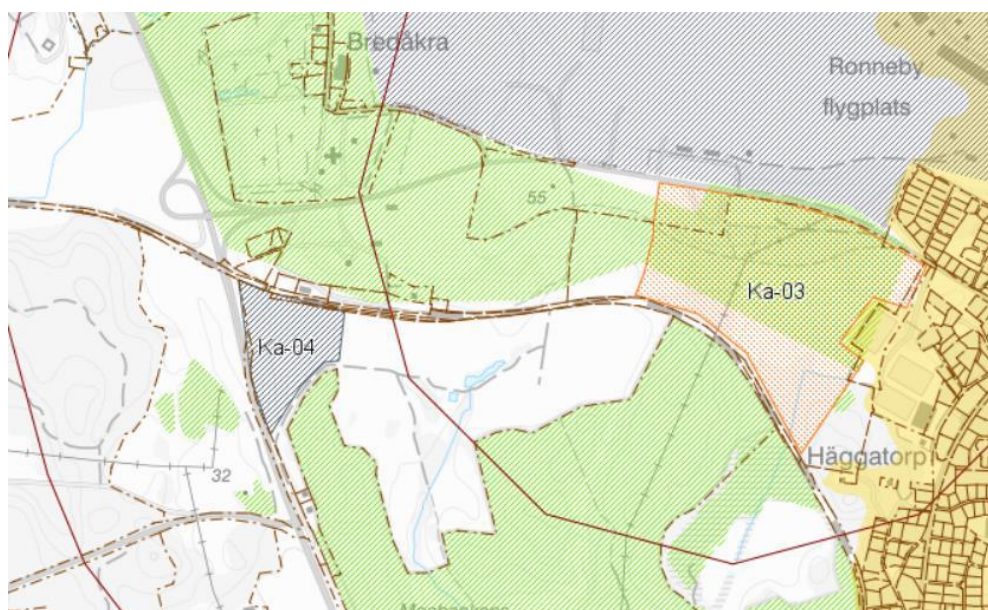 Bredåkra
Ronneby
flygplats
55
Ka-03
Ka-04
Häggatorp
32